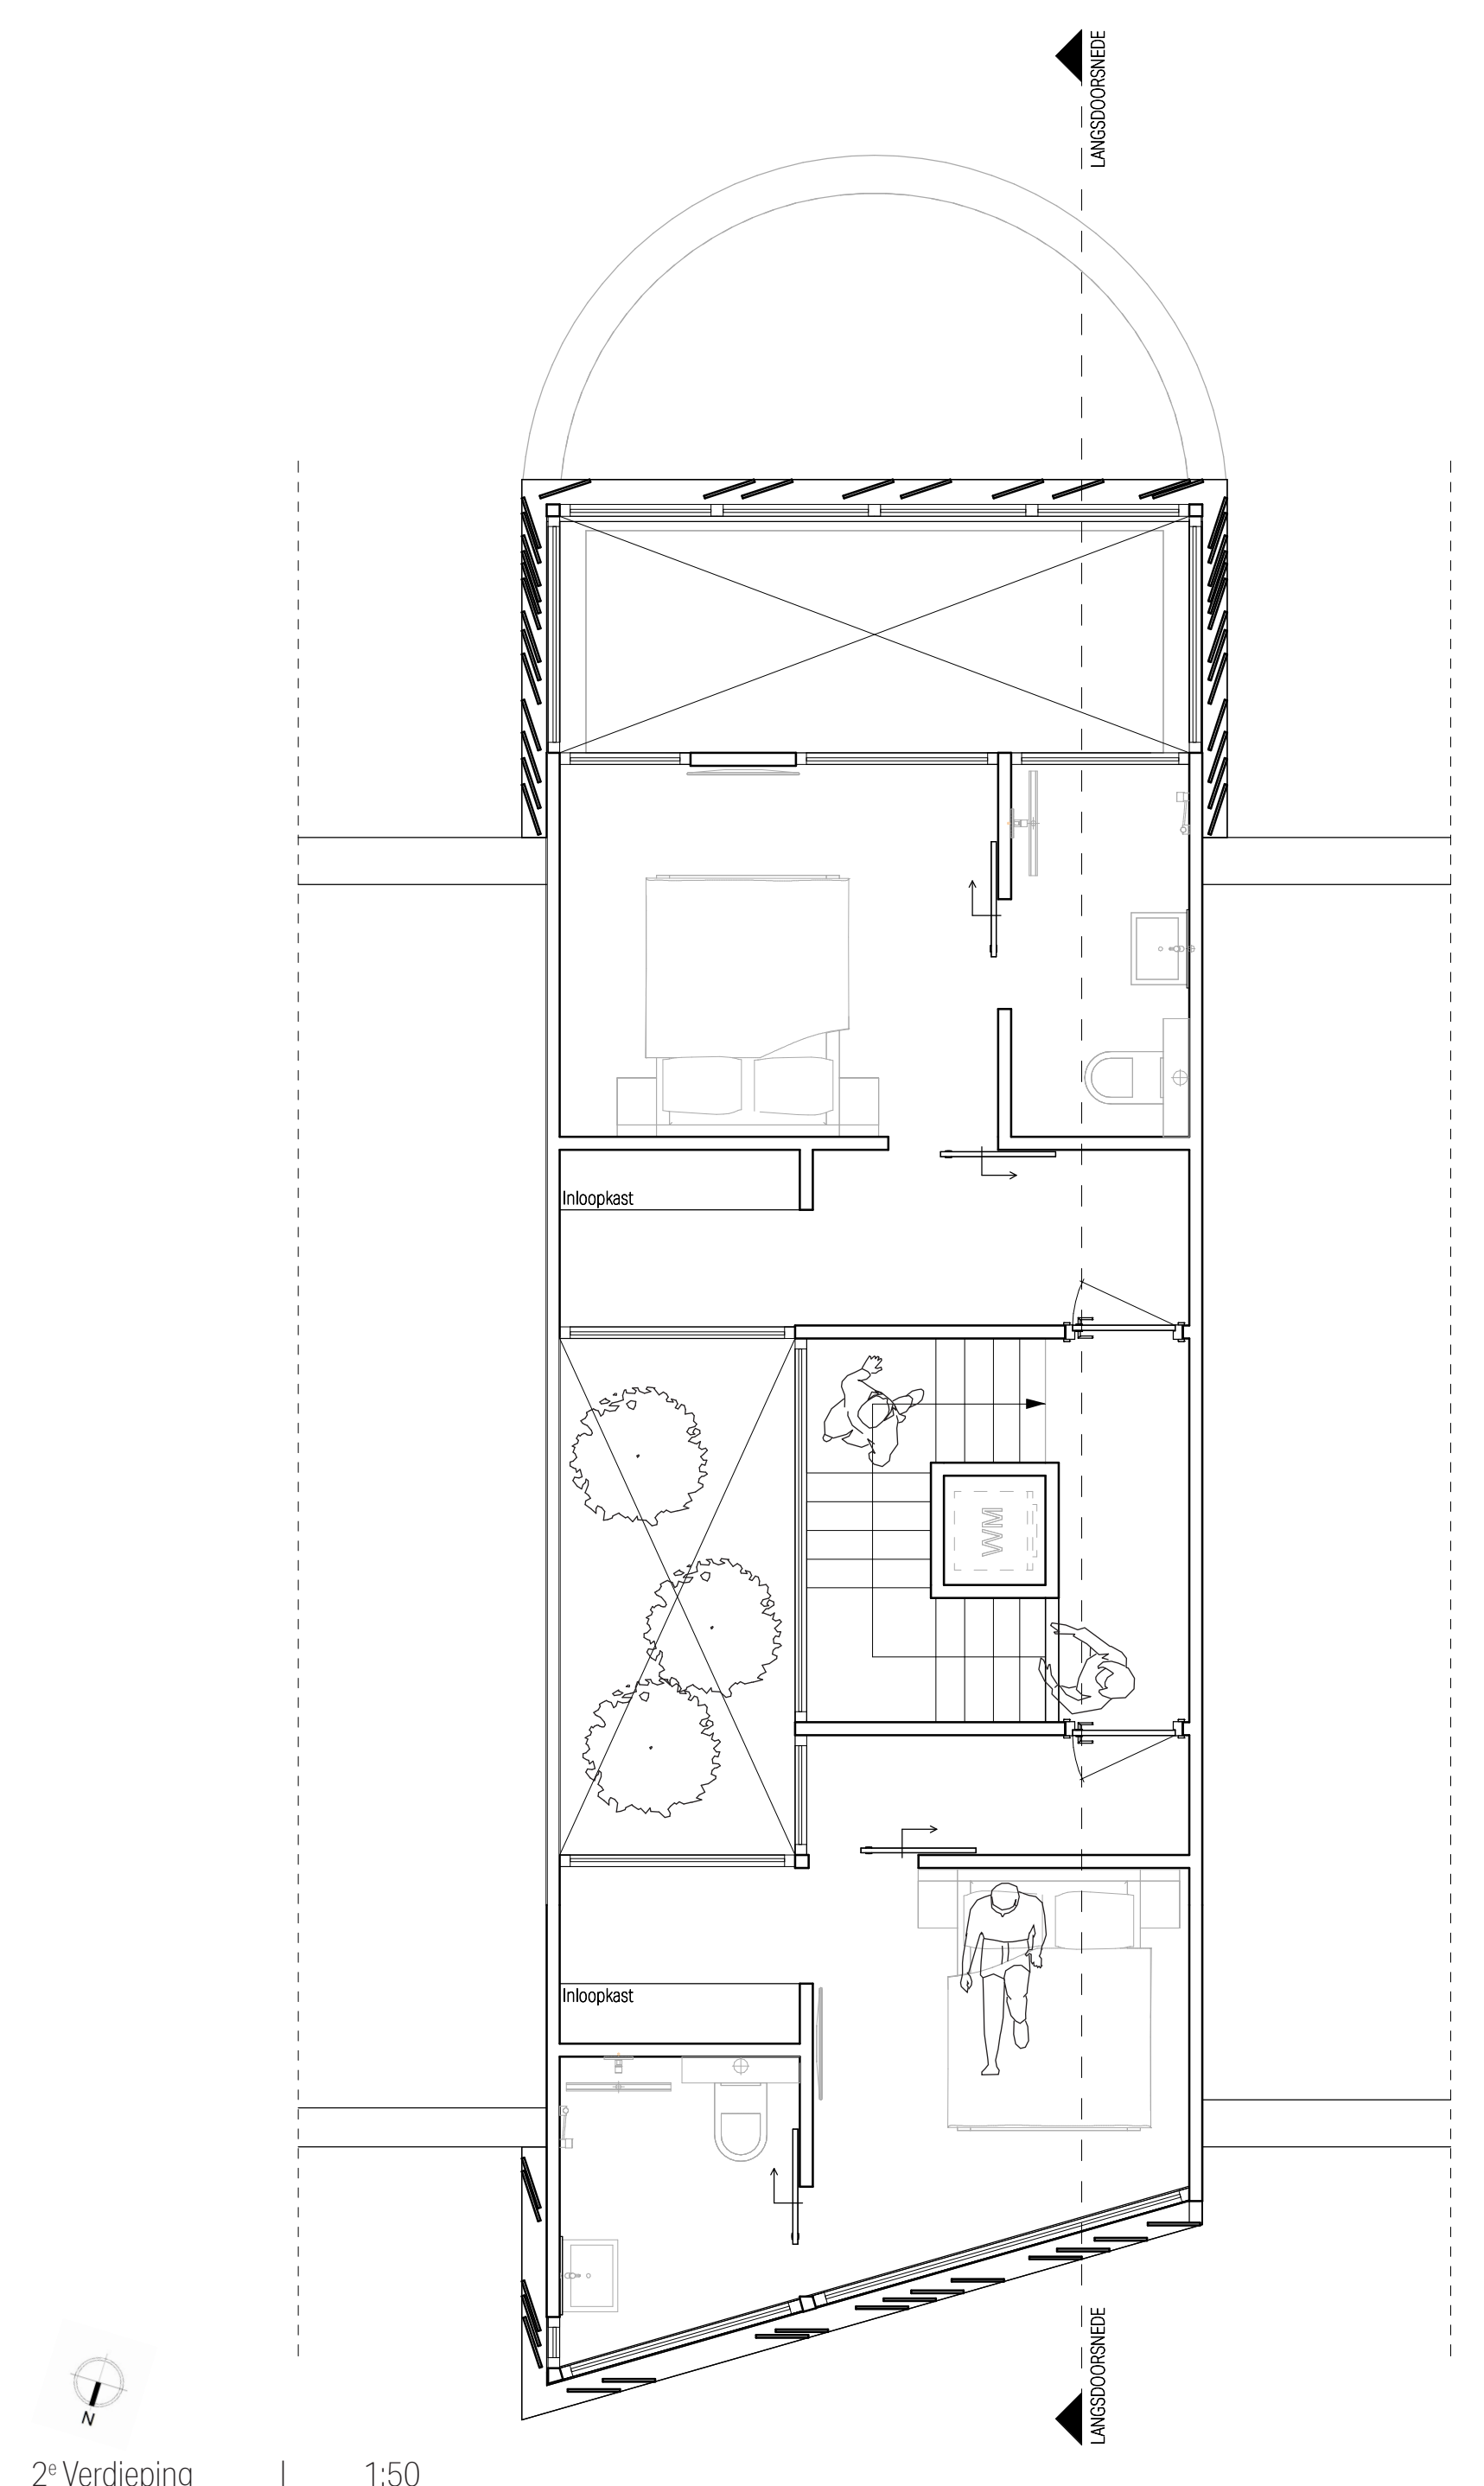 LANGSDOORSNEDE
Inloopkast
WM
Inloopkast
LANGSDOORSNEDE
N
2e Verdieping | 1:50